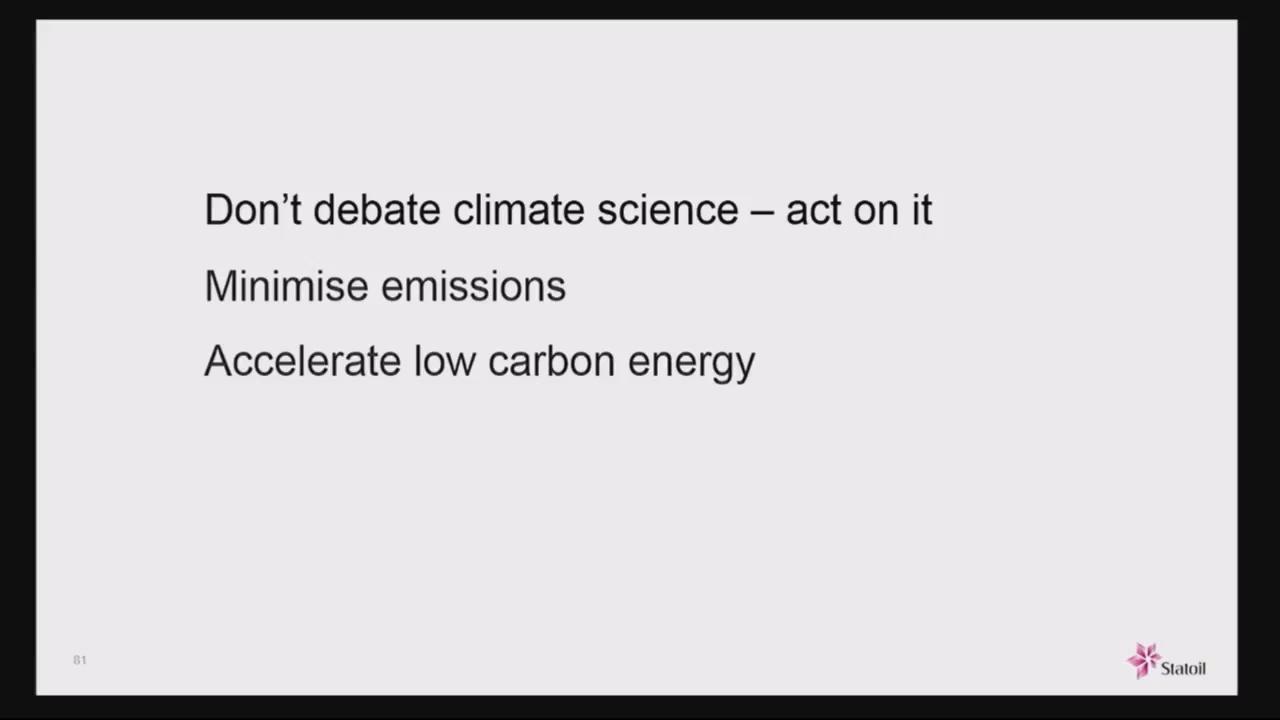 Don’t debate climate science – act on it
Minimise emissions
Accelerate low carbon energy
81
Statoil